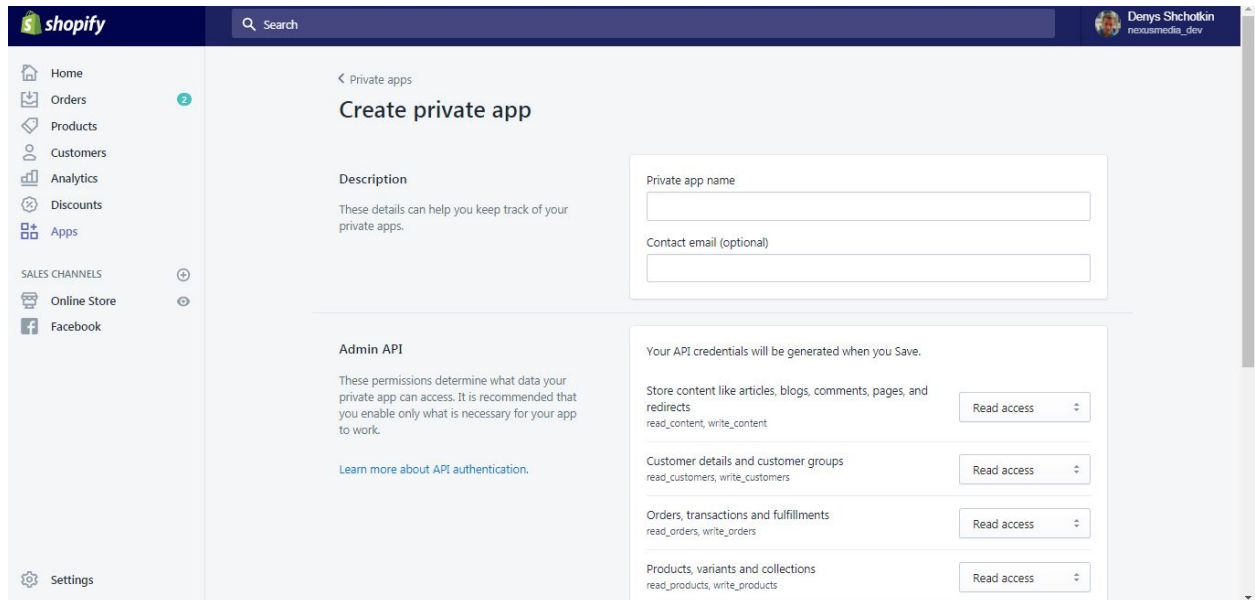 shopify
Search
Denys Shchotkin
nexusmedia_dev
Home
Orders
2
Products
Customers
Analytics
Discounts
Apps
SALES CHANNELS
Online Store
Facebook
Settings
Private apps
Create private app
Description
These details can help you keep track of your
private apps.
Private app name
Contact email (optional)
Admin API
These permissions determine what data your
private app can access. It is recommended that
you enable only what is necessary for your app
to work.
Learn more about API authentication.
Your API credentials will be generated when you Save.
Store content like articles, blogs, comments, pages, and
redirects
read_content, write_content
Read access
Customer details and customer groups
read_customers, write_customers
Read access
Orders, transactions and fulfillments
read_orders, write_orders
Read access
Products, variants and collections
read_products, write_products
Read access